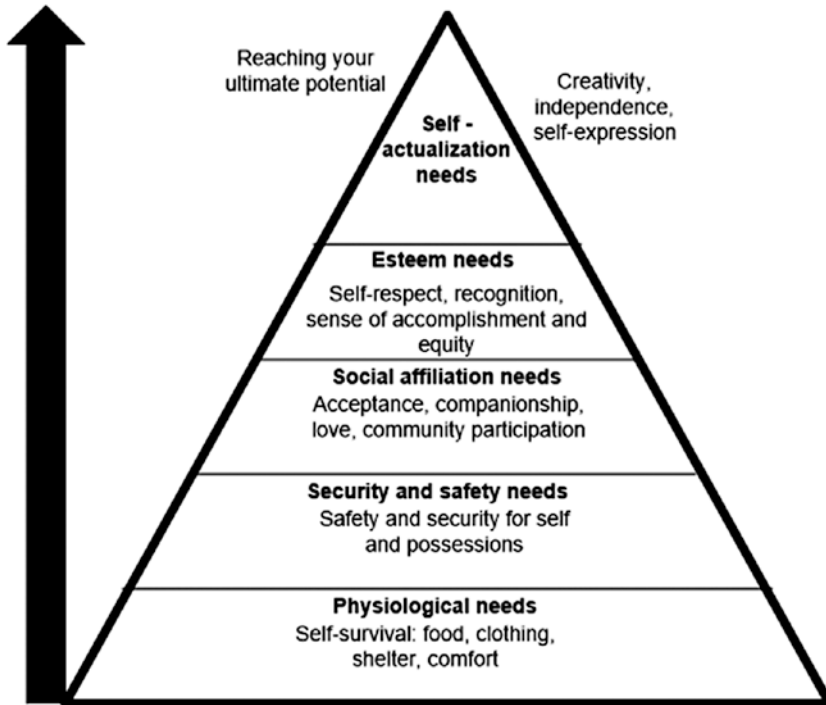 Reaching your
ultimate potential
Creativity,
independence,
self-expression
Self -
actualization
needs
Esteem needs
Self-respect, recognition,
sense of accomplishment and
equity
Social affiliation needs
Acceptance, companionship,
love, community participation
Security and safety needs
Safety and security for self
and possessions
Physiological needs
Self-survival: food, clothing,
shelter, comfort